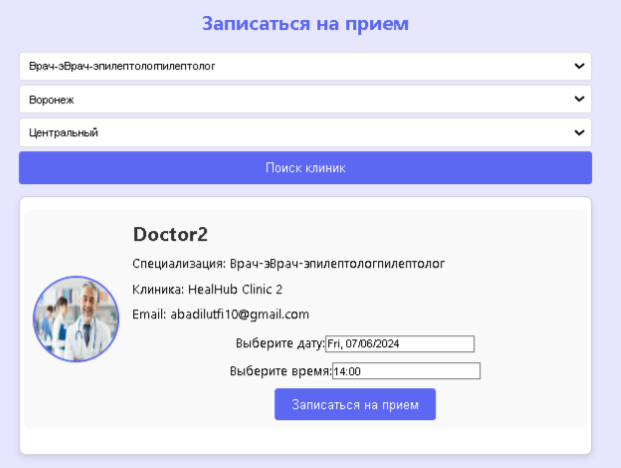 Записаться на прием
Врач-эВрач-эпилептологпилептолог
Воронеж
Центральный
Поиск клиник
Doctor2
Специализация: Врач-эВрач-эпилептологпилептолог
Клиника: HealHub Clinic 2
Email: abadilutfi10@gmail.com
Выберите дату: Fri, 07/06/2024
Выберите время: 14:00
Записаться на прием